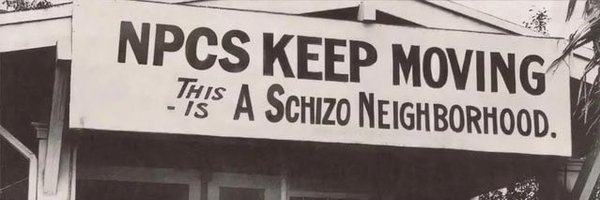 NPCS KEEP MOVING
THIS - IS A SCHIZO NEIGHBORHOOD.